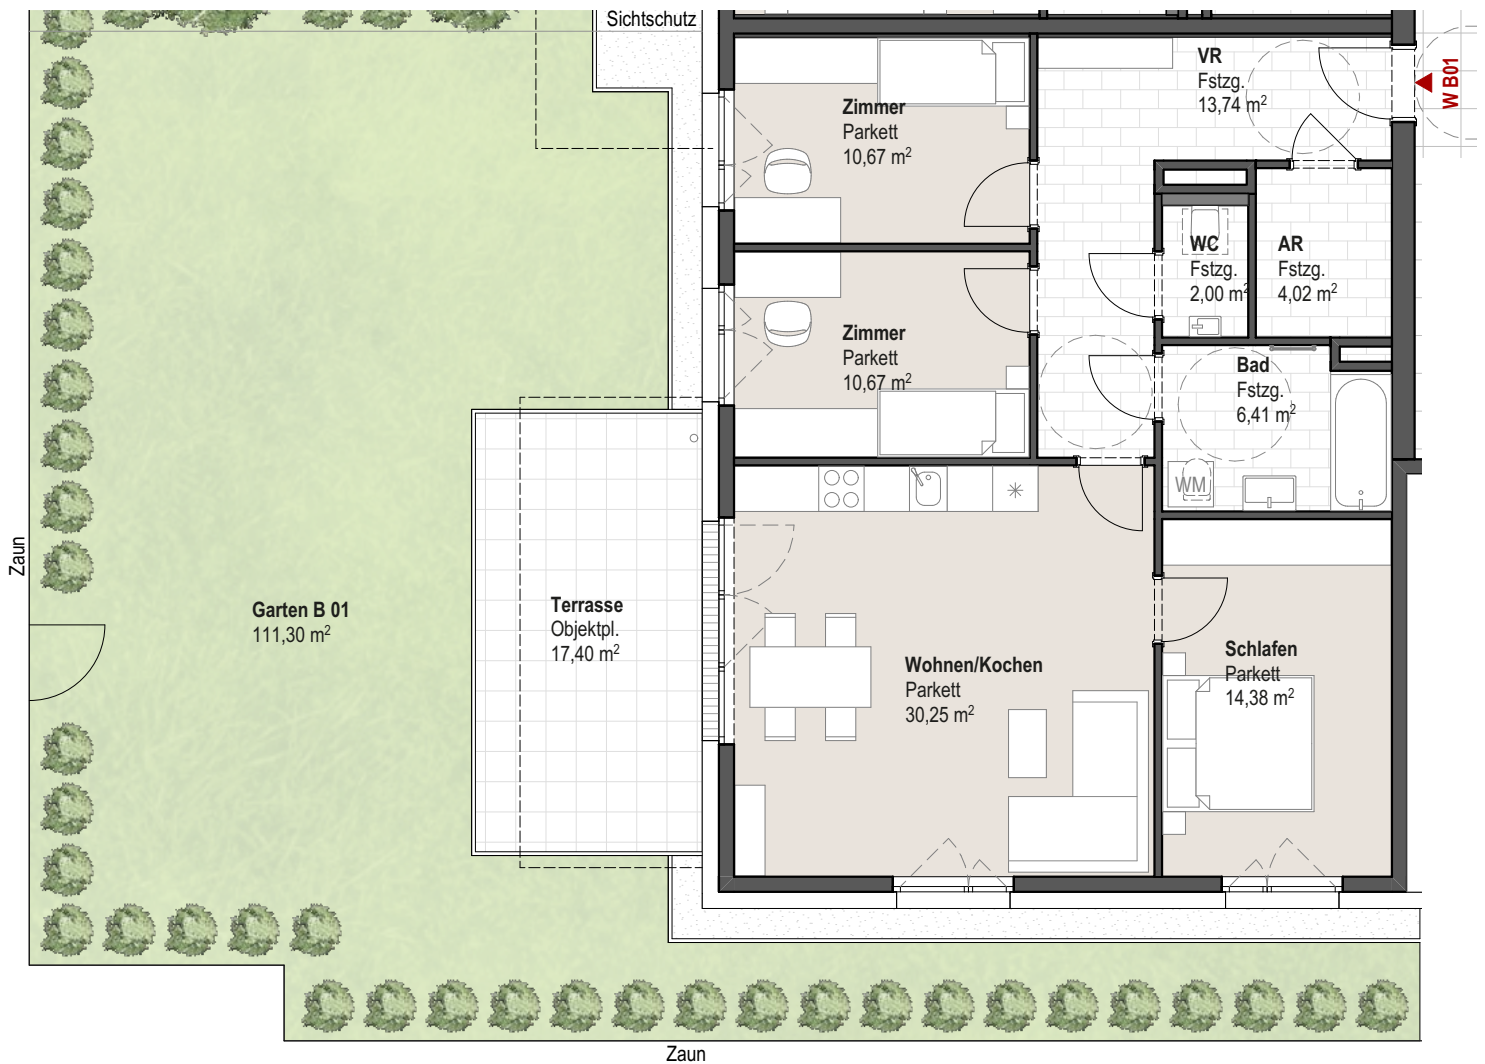 Sichtschutz
VR
Fstzg.
13,74 m²
W B01
Zimmer
Parkett
10,67 m²
WC
Fstzg.
2,00 m²
AR
Fstzg.
4,02 m²
Zimmer
Parkett
10,67 m²
Bad
Fstzg.
6,41 m²
WM
Zaun
Garten B 01
111,30 m²
Terrasse
Objektpl.
17,40 m²
Wohnen/Kochen
Parkett
30,25 m²
Schlafen
Parkett
14,38 m²
Zaun